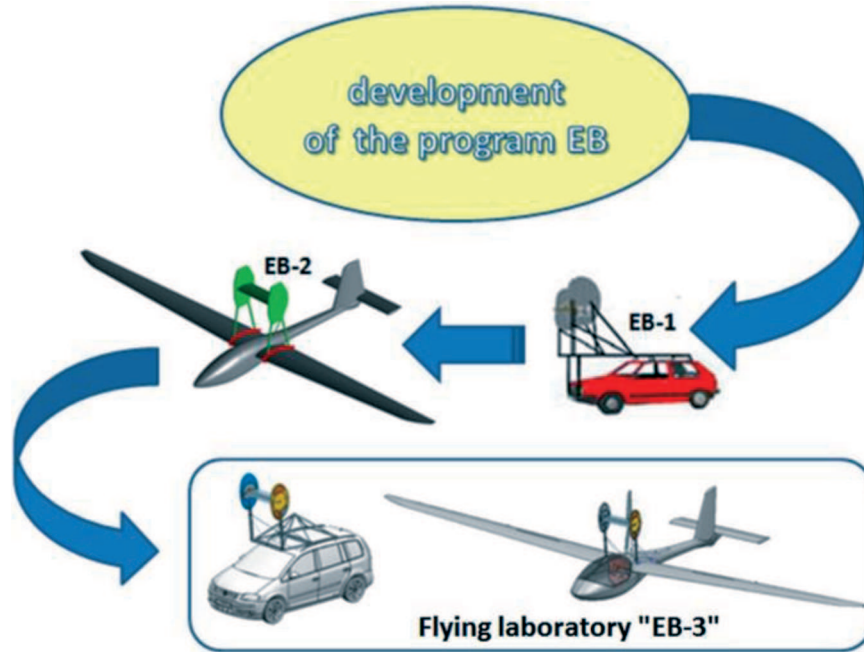 development
of the program EB
EB-2
EB-1
Flying laboratory "EB-3"